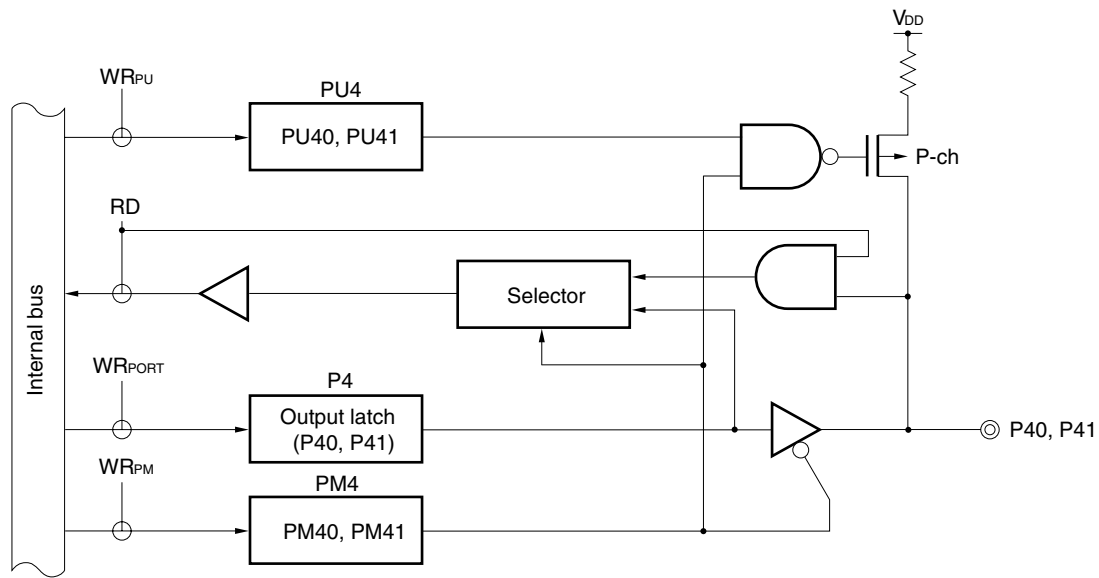 VDD
WRPU
PU4
PU40, PU41
P-ch
RD
Selector
Internal bus
WRPORT
P4
Output latch
(P40, P41)
P40, P41
WRPM
PM4
PM40, PM41